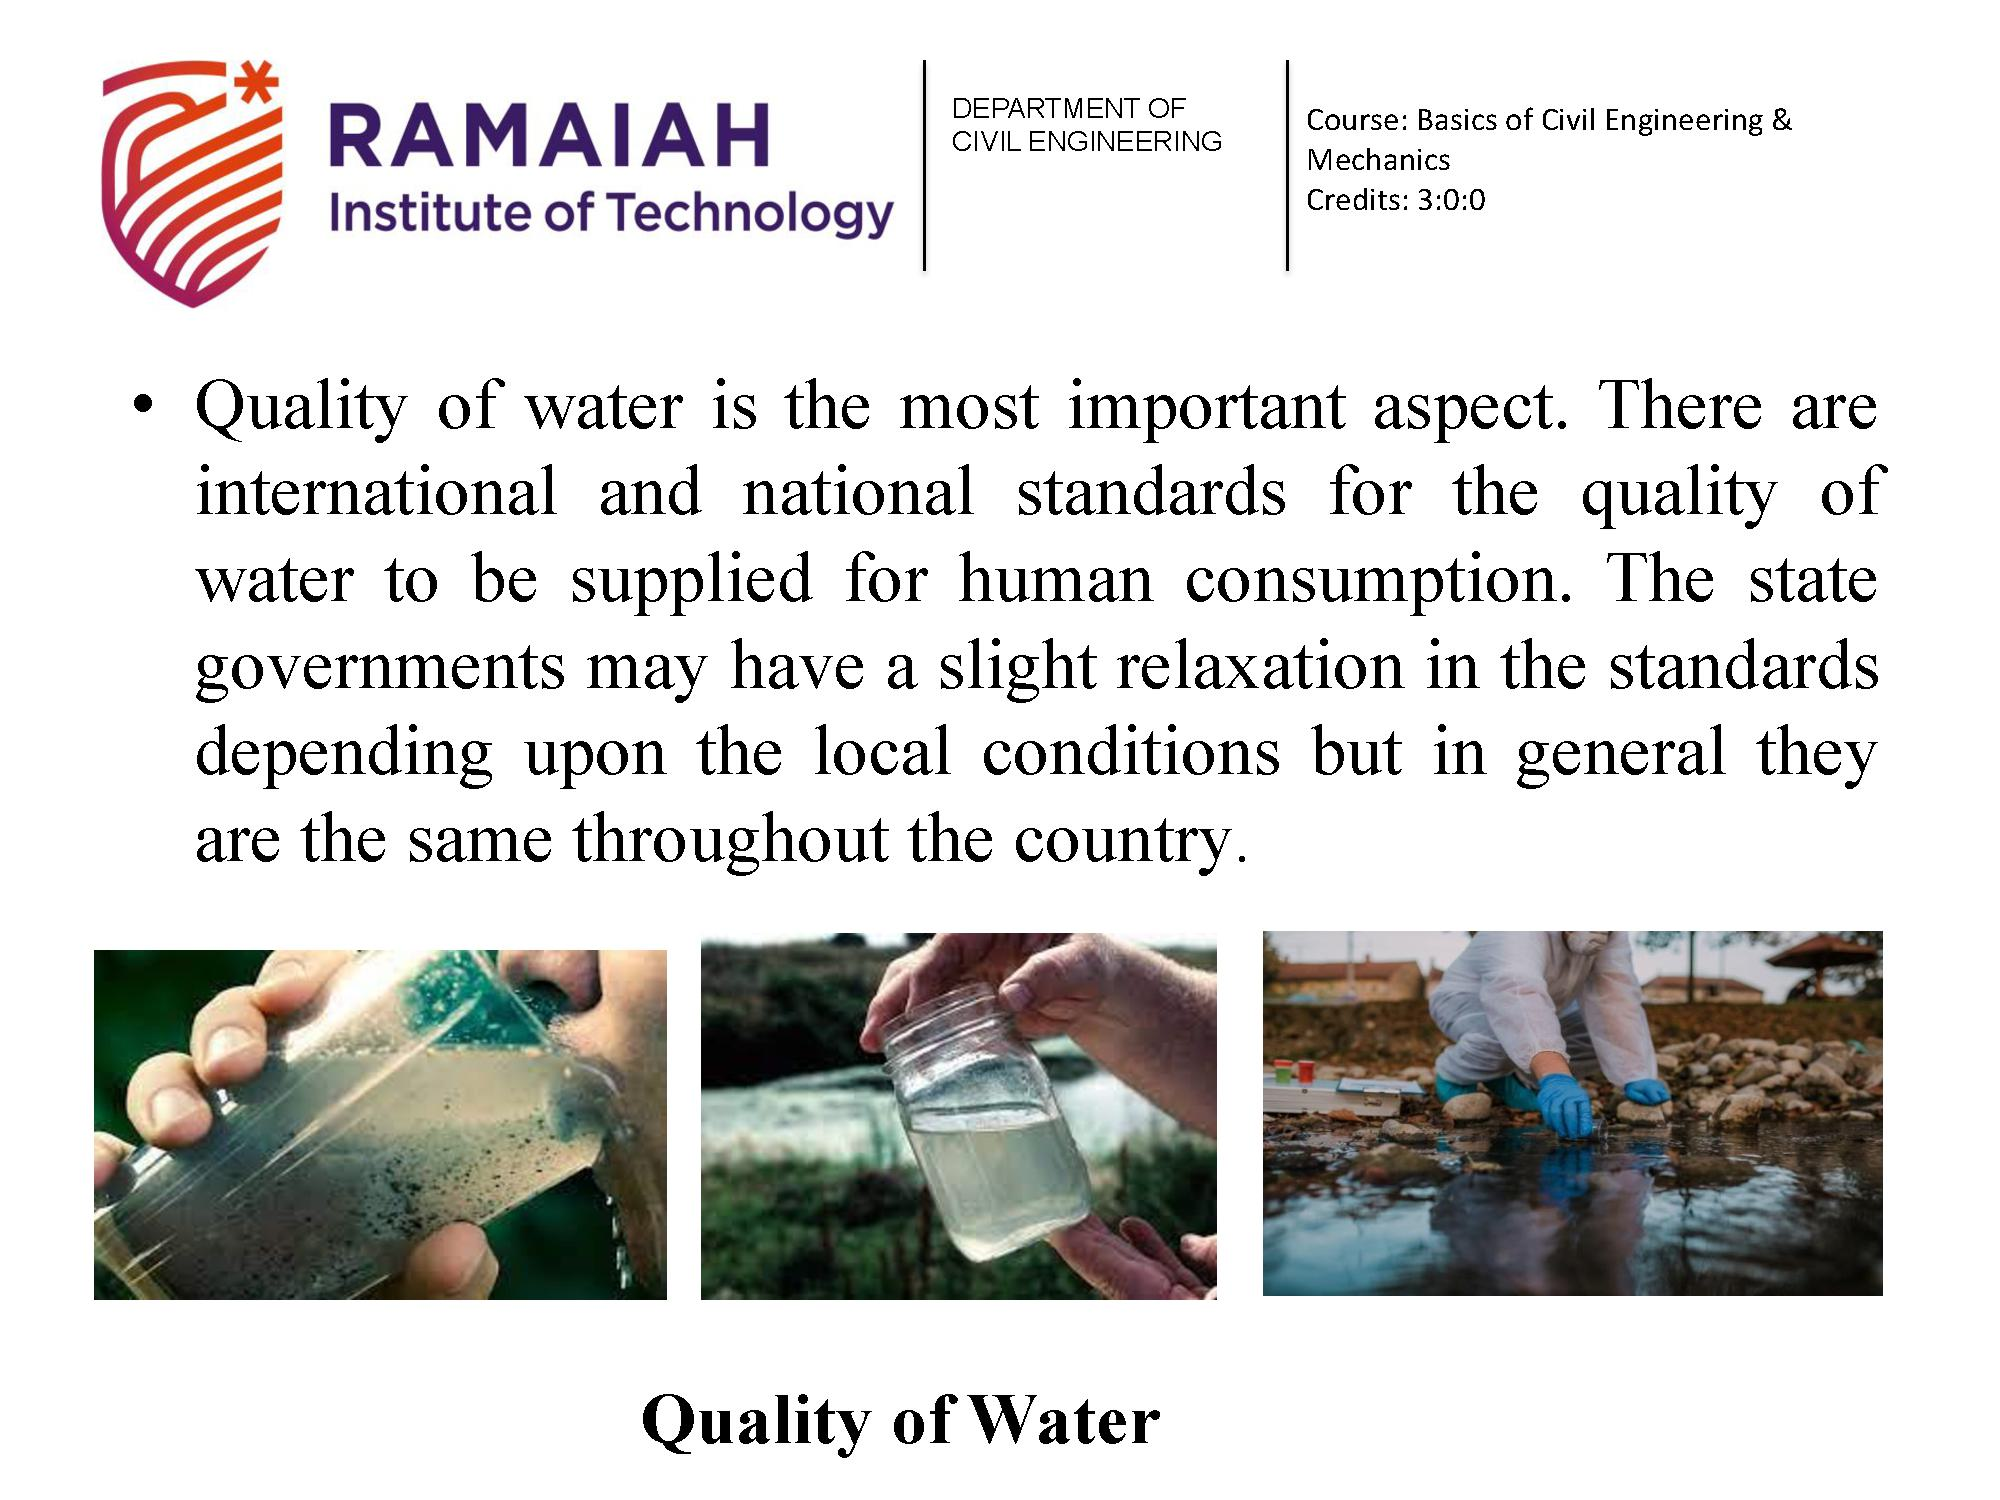 RAMAIAH
Institute of Technology
DEPARTMENT OF
CIVIL ENGINEERING
Course: Basics of Civil Engineering &
Mechanics
Credits: 3:0:0
• Quality of water is the most important aspect. There are
international and national standards for the quality of
water to be supplied for human consumption. The state
governments may have a slight relaxation in the standards
depending upon the local conditions but in general they
are the same throughout the country.
Quality of Water